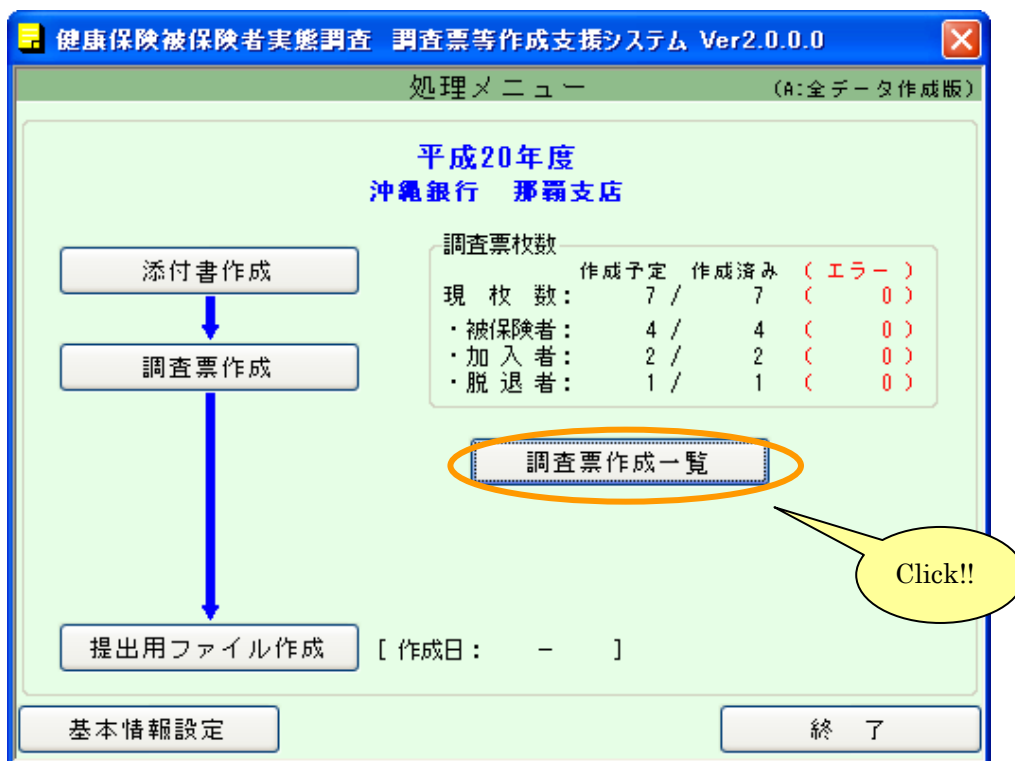 健康保険被保険者実態調査 調査票等作成支援システム Ver2.0.0.0
処理メニュー
(A:全データ作成版)
平成20年度
沖縄銀行 那覇支店
添付書作成
調査票作成
調査票枚数
作成予定 作成済み ( エラー )
現 枚 数: 7 / 7 ( 0 )
・被保険者: 4 / 4 ( 0 )
・加 入 者: 2 / 2 ( 0 )
・脱 退 者: 1 / 1 ( 0 )
調査票作成一覧
Click!!
提出用ファイル作成 [ 作成日: - ]
基本情報設定
終 了